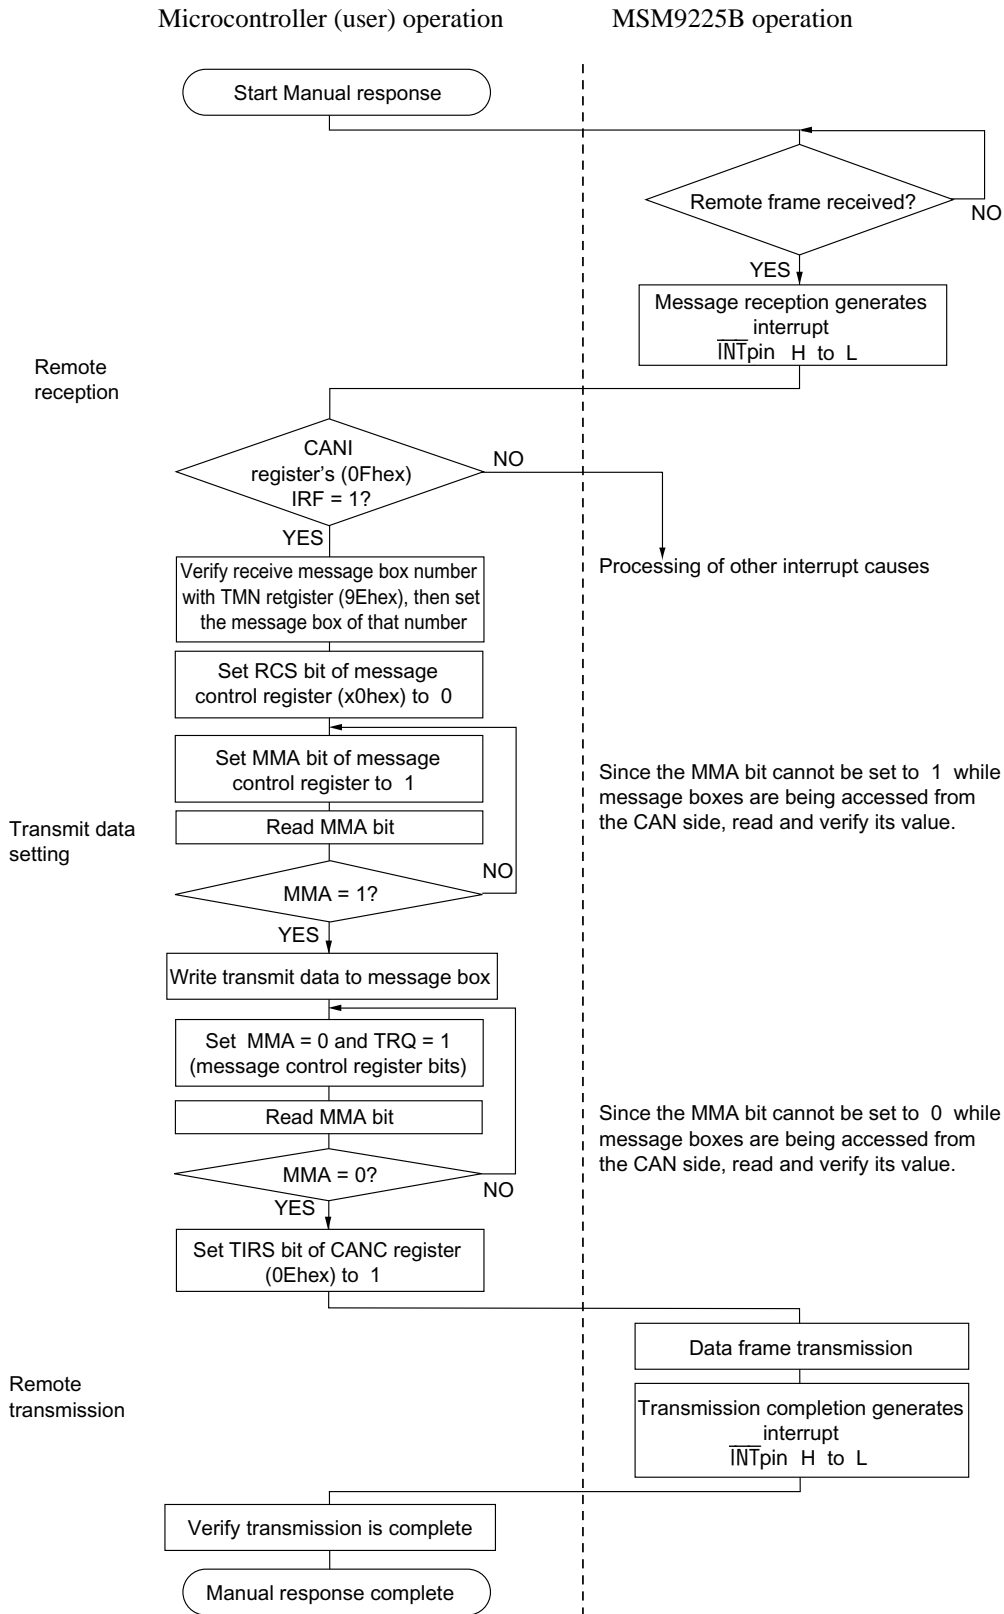 Microcontroller (user) operation
MSM9225B operation
Start Manual response
Remote frame received?
NO
YES
Message reception generates
interrupt
I̅N̅T̅pin H to L
Remote
reception
CANI
register's (0Fhex)
IRF = 1?
NO
YES
Processing of other interrupt causes
Verify receive message box number
with TMN retgister (9Ehex), then set
the message box of that number
Set RCS bit of message
control register (x0hex) to 0
Transmit data
setting
Set MMA bit of message
control register to 1
Since the MMA bit cannot be set to 1 while
message boxes are being accessed from
the CAN side, read and verify its value.
Read MMA bit
MMA = 1?
NO
YES
Write transmit data to message box
Set MMA = 0 and TRQ = 1
(message control register bits)
Read MMA bit
Since the MMA bit cannot be set to 0 while
message boxes are being accessed from
the CAN side, read and verify its value.
MMA = 0?
NO
YES
Set TIRS bit of CANC register
(0Ehex) to 1
Remote
transmission
Data frame transmission
Transmission completion generates
interrupt
I̅N̅T̅pin H to L
Verify transmission is complete
Manual response complete